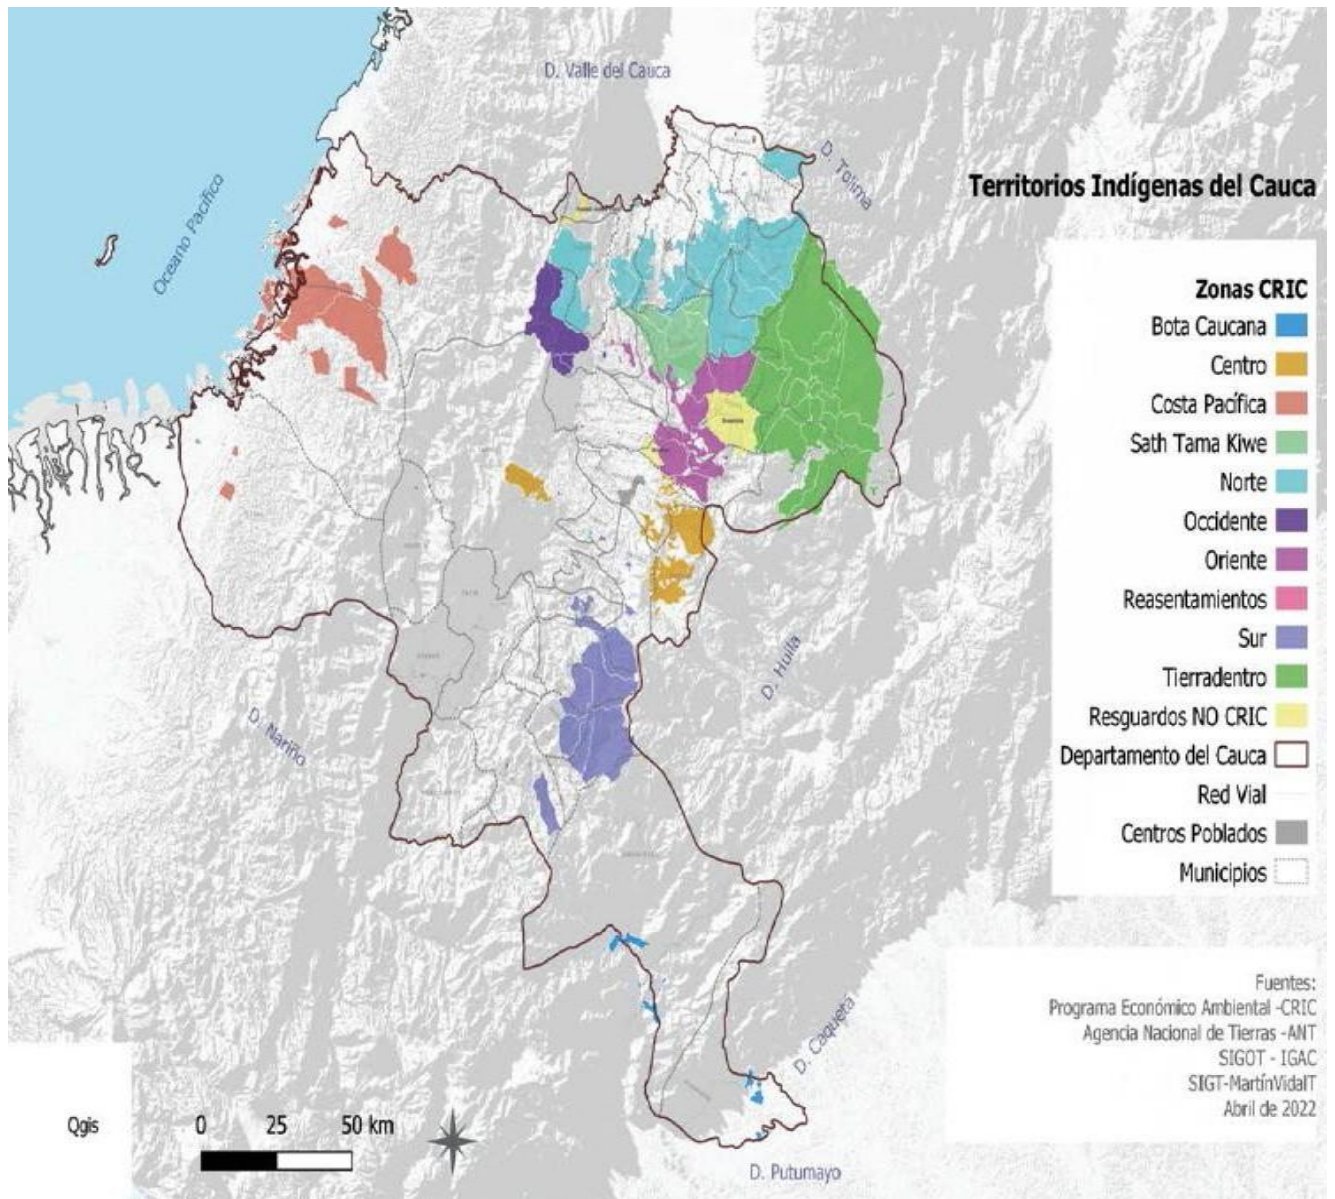 D. Valle del Cauca
D. Tolima
Oceano Pacífico
Territorios Indígenas del Cauca
Zonas CRIC
Bota Caucana
Centro
Costa Pacífica
Sath Tama Kiwe
Norte
Occidente
Oriente
Reasentamientos
Sur
Tierradentro
Resguardos NO CRIC
Departamento del Cauca
Red Vial
Centros Poblados
Municipios
D. Huila
D. Nariño
D. Caquetá
D. Putumayo
Fuentes:
Programa Económico Ambiental -CRIC
Agencia Nacional de Tierras -ANT
SIGOT - IGAC
SIGT-MartínVidalT
Abril de 2022
Qgis
0 25 50 km